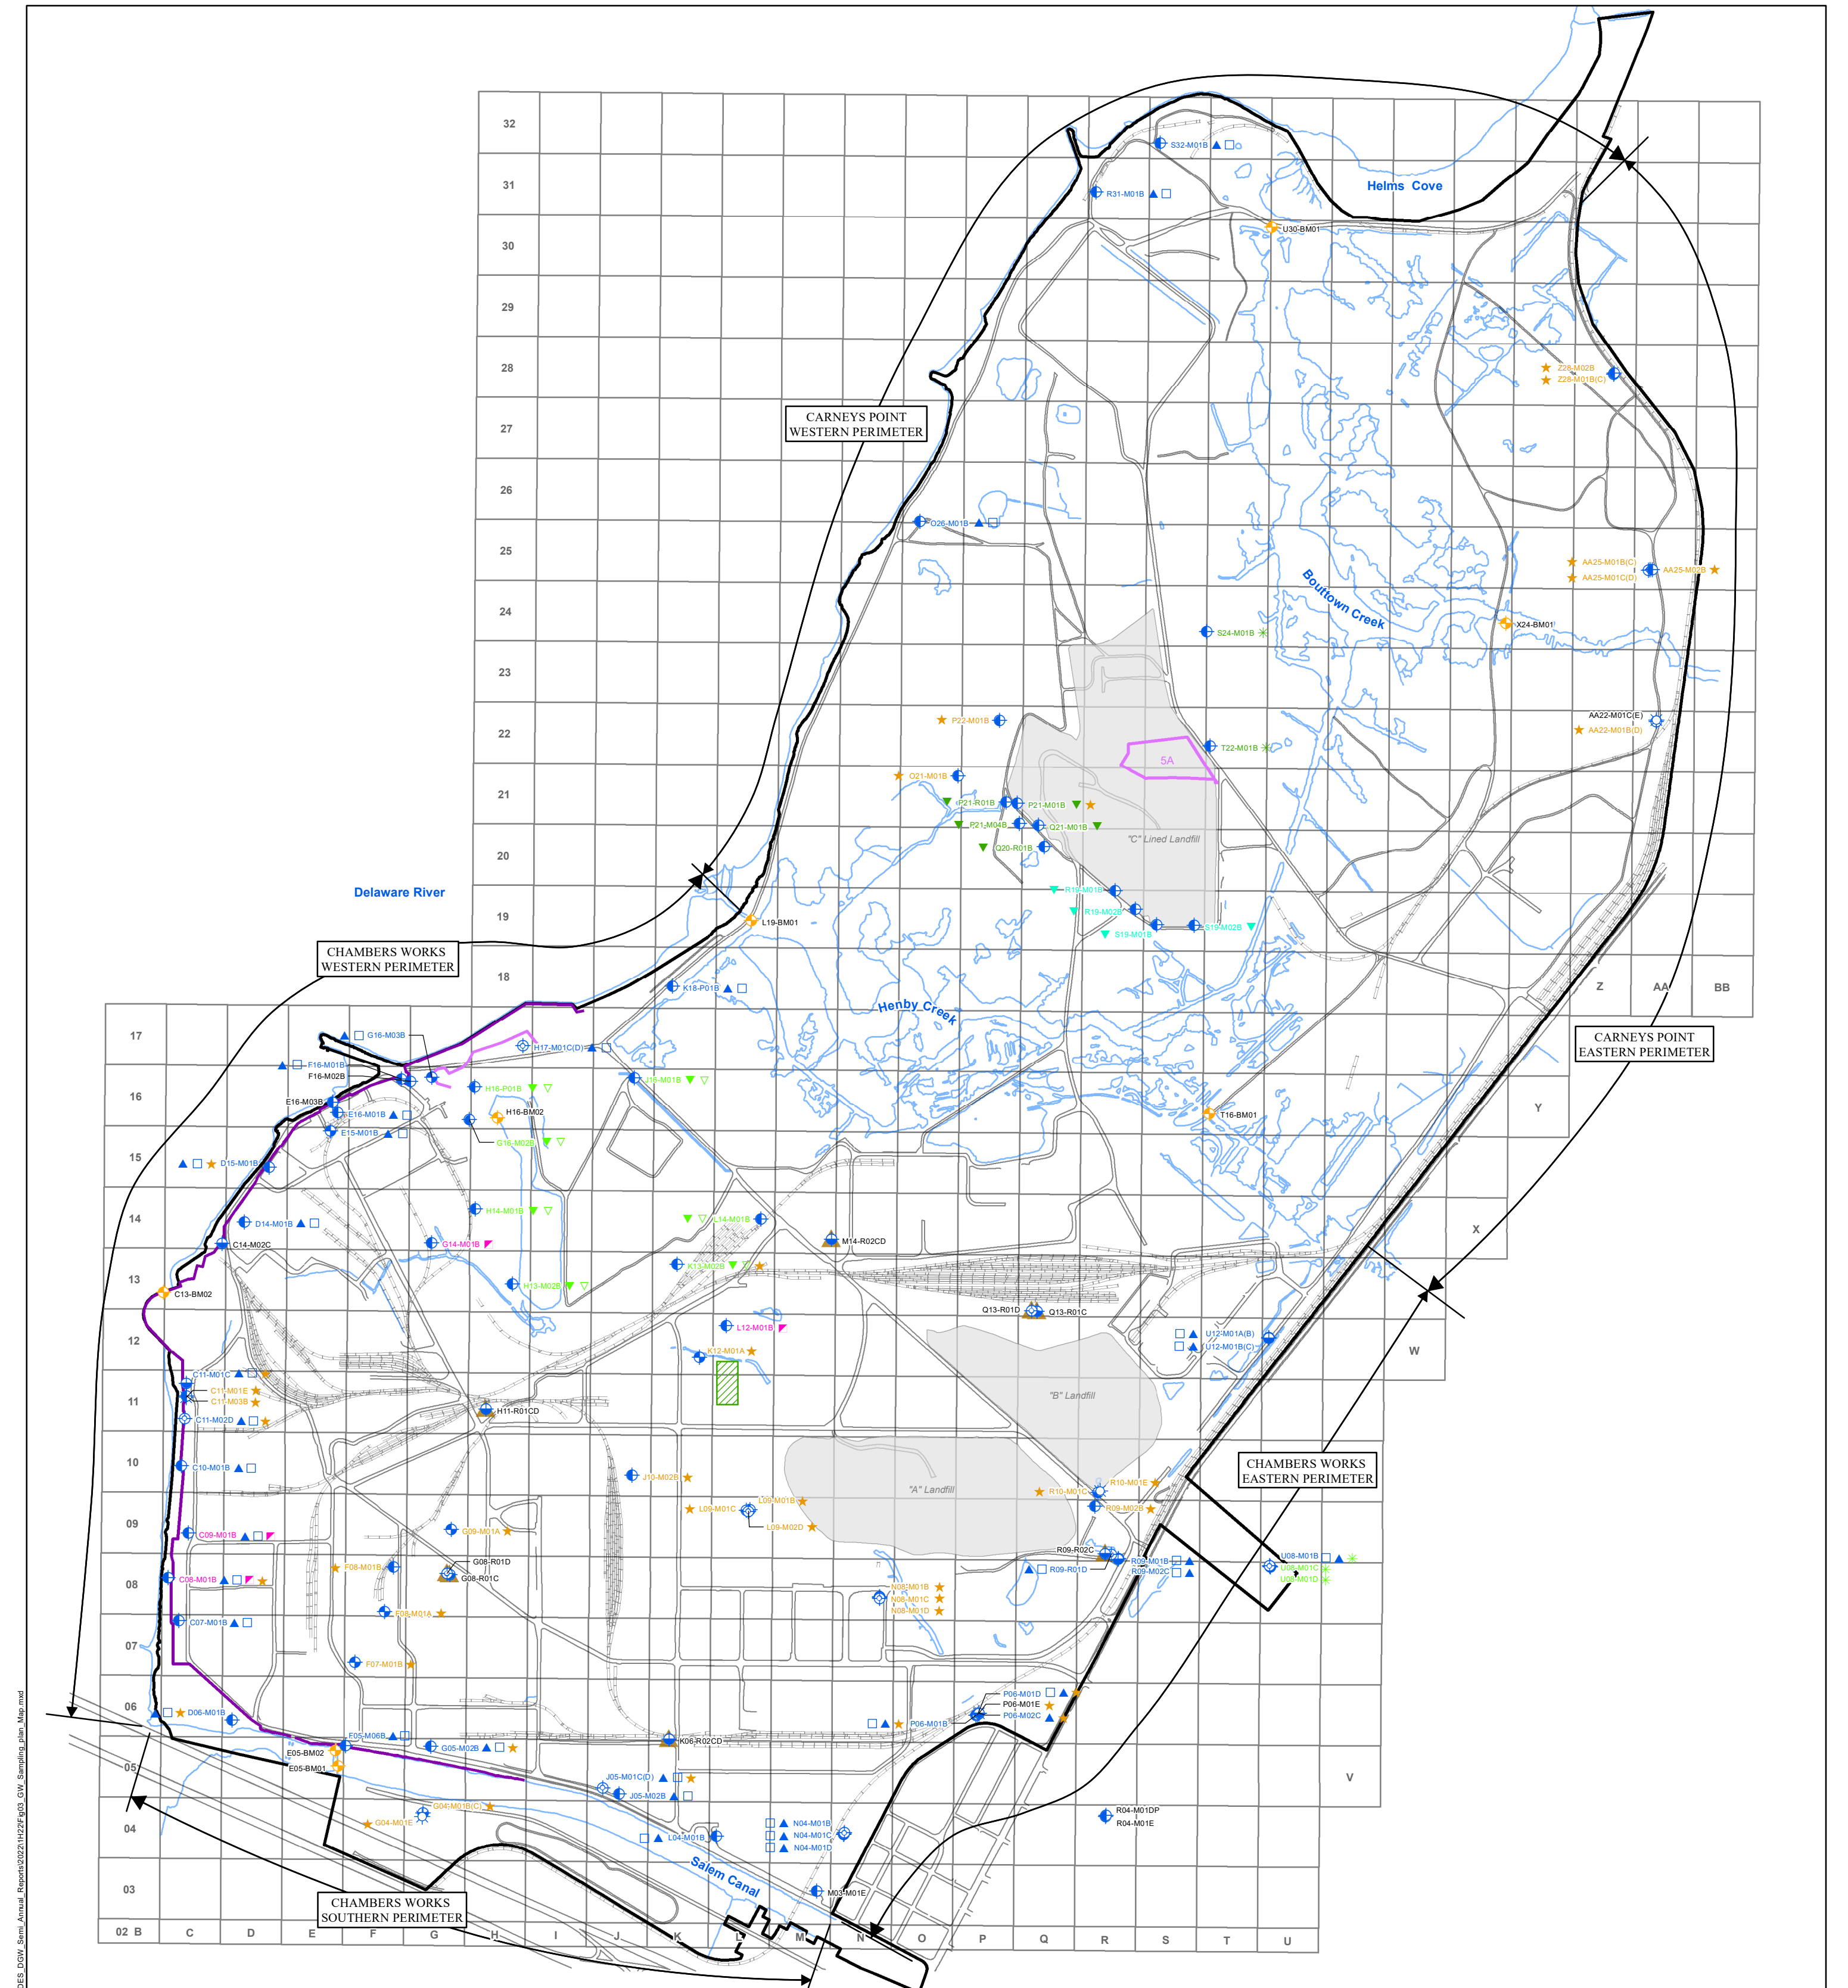 32
S32-M01B
31
Helms Cove
R31-M01B
30
U30-BM01
29
28
Z28-M02B
Z28-M01B(C)
CARNEYS POINT
WESTERN PERIMETER
27
26
O26-M01B
25
AA25-M01B(C)
AA25-M02B
AA25-M01C(D)
Bouttown Creek
24
X24-BM01
S24-M01B
23
AA22-M01C(E)
P22-M01B
22
AA22-M01B(D)
T22-M01B
5A
O21-M01B
21
P21-R01B
P21-M01B
P21-M04B
Q21-M01B
"C" Lined Landfill
Q20-R01B
20
Delaware River
R19-M01B
R19-M02B
19
L19-BM01
S19-M02B
S19-M01B
CHAMBERS WORKS
WESTERN PERIMETER
18
K18-P01B
Z
AA
BB
Henby Creek
17
G16-M03B
H17-M01C(D)
CARNEYS POINT
EASTERN PERIMETER
F16-M01B
F16-M02B
J16-M01B
H16-R01B
16
E16-M03B
Y
E16-M01B
H16-BM02
T16-BM01
E15-M01B
G16-M02B
15
D15-M01B
H14-M01B
14
L14-M01B
D14-M01B
X
C14-M02C
G14-M01B
M14-R02CD
K13-M02B
13
H13-M02B
C13-BM02
Q13-R01D
Q13-R01C
L12-M01B
U12-M01A(B)
12
U12-M01B(C)
K12-M01A
W
C11-M01C
C11-M01E
"B" Landfill
C11-M03B
11
H11-R01CD
C11-M02D
10
C10-M01B
CHAMBERS WORKS
EASTERN PERIMETER
J10-M02B
R10-M01E
"A" Landfill
R10-M01C
L09-M01B
L09-M01C
R09-M02B
L09-M02D
09
G09-M01A
C09-M01B
R09-R02C
U08-M01B
G08-R01D
R09-M01B
F08-M01B
R09-R01D
U08-M01C
R09-M02C
G08-R01C
U08-M01D
C08-M01B
08
N08-M01B
N08-M01C
N08-M01D
F08-M01A
C07-M01B
07
F07-M01B
P06-M01D
06
P06-M01E
D06-M01B
P06-M02C
P06-M01B
E05-M06B
K06-R02CD
G05-M02B
E05-BM02
E05-BM01
05
J05-M01C(D)
V
J05-M02B
G04-M01B(C)
R04-M01DP
R04-M01E
G04-M01E
N04-M01B
04
L04-M01B
N04-M01C
N04-M01D
Salem Canal
03
M03-M01E
CHAMBERS WORKS
SOUTHERN PERIMETER
02 B
C
D
E
F
G
H
I
J
K
L
M
N
O
P
Q
R
S
T
U
DES_DGW_Semi_Annual_Reports\2022\1H22\Fig03_GW_Sampling_plan_Map.mxd